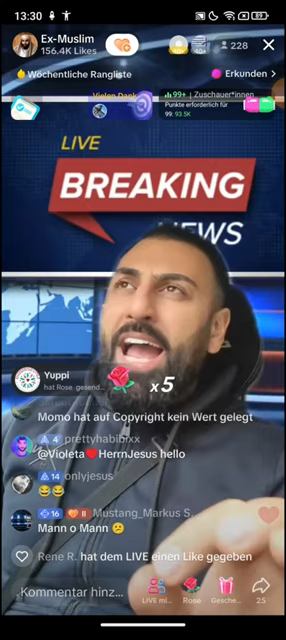 13:30
89
Ex-Muslim
156.4K Likes
228
Wöchentliche Rangliste
Erkunden >
Vielen Dank
99+ | Zuschauer*innen
Punkte erforderlich für
99: 93.5K
LIVE
BREAKING
NEWS
Yuppi
hat Rose gesend...
x5
Momo hat auf Copyright kein Wert gelegt
4 prettyhabibixx
@Violeta❤️HerrnJesus hello
14 onlyjesus
😂😂
16 II Mustang_Markus S.
Mann o Mann 😕
Rene R. hat dem LIVE einen Like gegeben
Kommentar hinz...
LIVE mi...
Rose
Gesche...
25